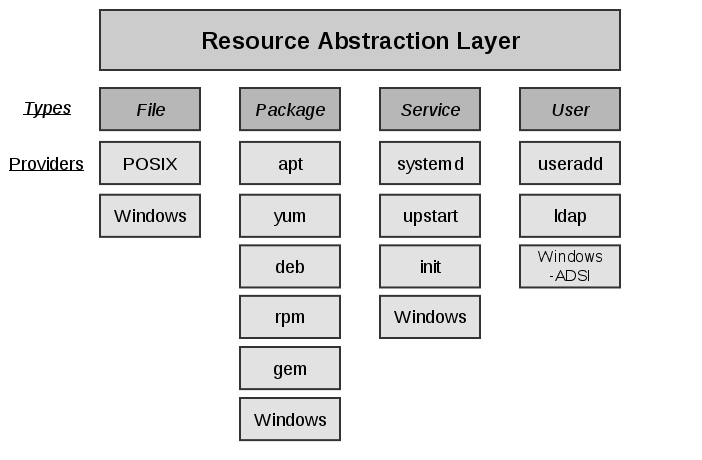 Resource Abstraction Layer
Types File Package Service User
Providers POSIX apt systemd useradd
Windows yum upstart ldap
deb init Windows
-ADSI
rpm Windows
gem
Windows